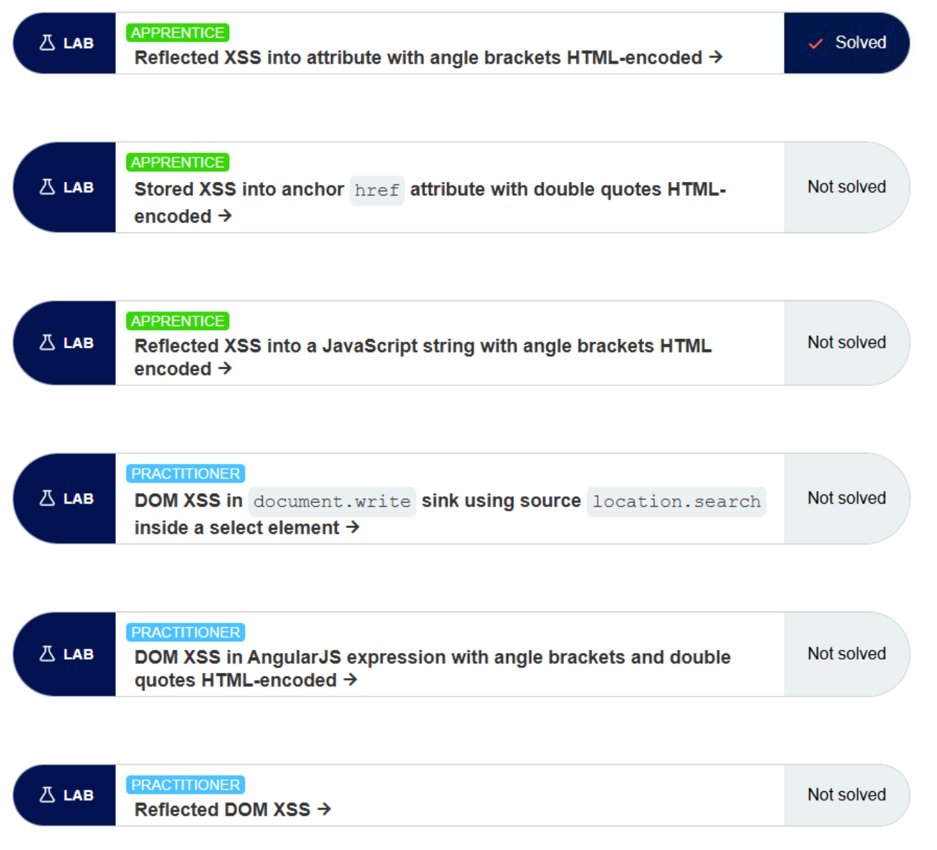 LAB
APPRENTICE
Reflected XSS into attribute with angle brackets HTML-encoded →
Solved
LAB
APPRENTICE
Stored XSS into anchor href attribute with double quotes HTML-
encoded →
Not solved
LAB
APPRENTICE
Reflected XSS into a JavaScript string with angle brackets HTML
encoded →
Not solved
LAB
PRACTITIONER
DOM XSS in document.write sink using source location.search
inside a select element →
Not solved
LAB
PRACTITIONER
DOM XSS in AngularJS expression with angle brackets and double
quotes HTML-encoded →
Not solved
LAB
PRACTITIONER
Reflected DOM XSS →
Not solved